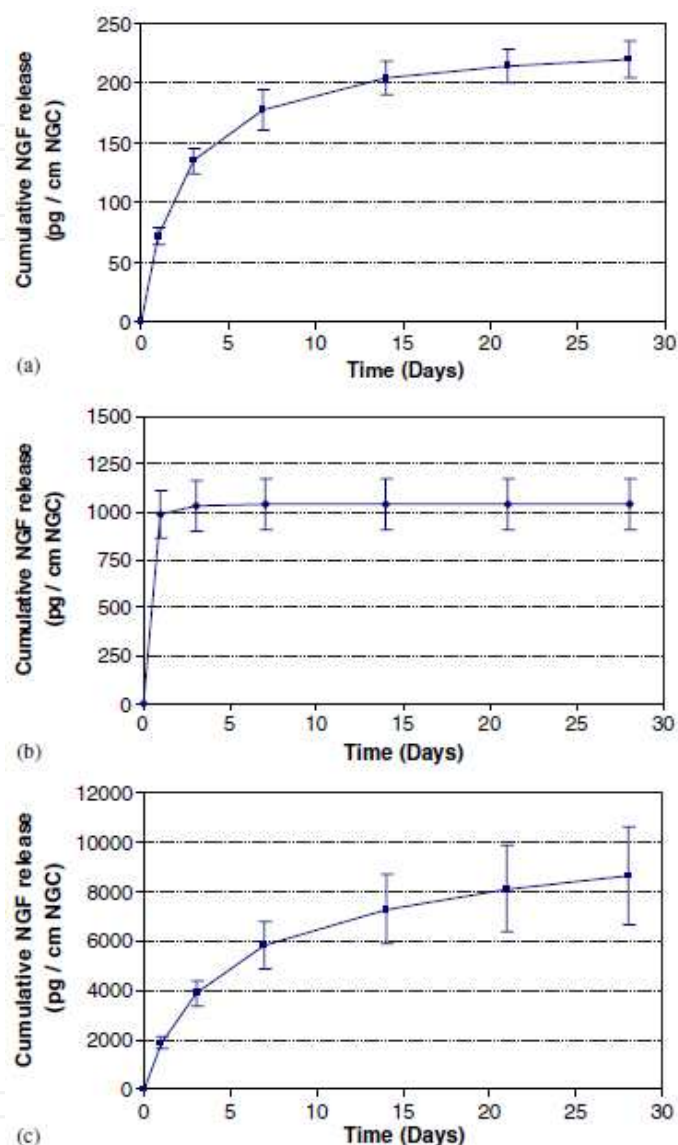 Cumulative NGF release
(pg / cm NGC)
250
200
150
100
50
0
0 5 10 15 20 25 30
Time (Days)
(a)
Cumulative NGF release
(pg / cm NGC)
1500
1250
1000
750
500
250
0
0 5 10 15 20 25 30
Time (Days)
(b)
Cumulative NGF release
(pg / cm NGC)
12000
10000
8000
6000
4000
2000
0
0 5 10 15 20 25 30
Time (Days)
(c)